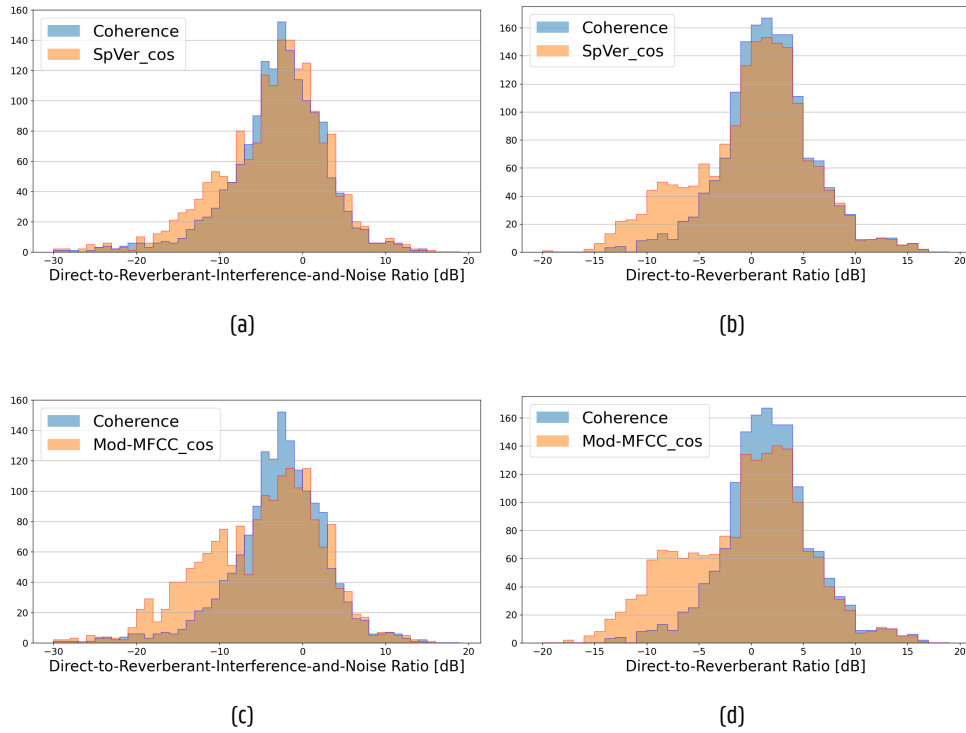 160
140
120
100
80
60
40
20
0
Coherence
SpVer_cos
−30 −20 −10 0 10 20
Direct-to-Reverberant-Interference-and-Noise Ratio [dB]
(a)
160
140
120
100
80
60
40
20
0
Coherence
SpVer_cos
−20 −15 −10 −5 0 5 10 15 20
Direct-to-Reverberant Ratio [dB]
(b)
160
140
120
100
80
60
40
20
0
Coherence
Mod-MFCC_cos
−30 −20 −10 0 10 20
Direct-to-Reverberant-Interference-and-Noise Ratio [dB]
(c)
160
140
120
100
80
60
40
20
0
Coherence
Mod-MFCC_cos
−20 −15 −10 −5 0 5 10 15 20
Direct-to-Reverberant Ratio [dB]
(d)